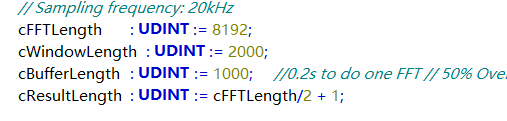 // Sampling frequency: 20kHz
cFFTLength : UDINT := 8192;
cWindowLength : UDINT := 2000;
cBufferLength : UDINT := 1000; //0.2s to do one FFT // 50% Ove
cResultLength : UDINT := cFFTLength/2 + 1;